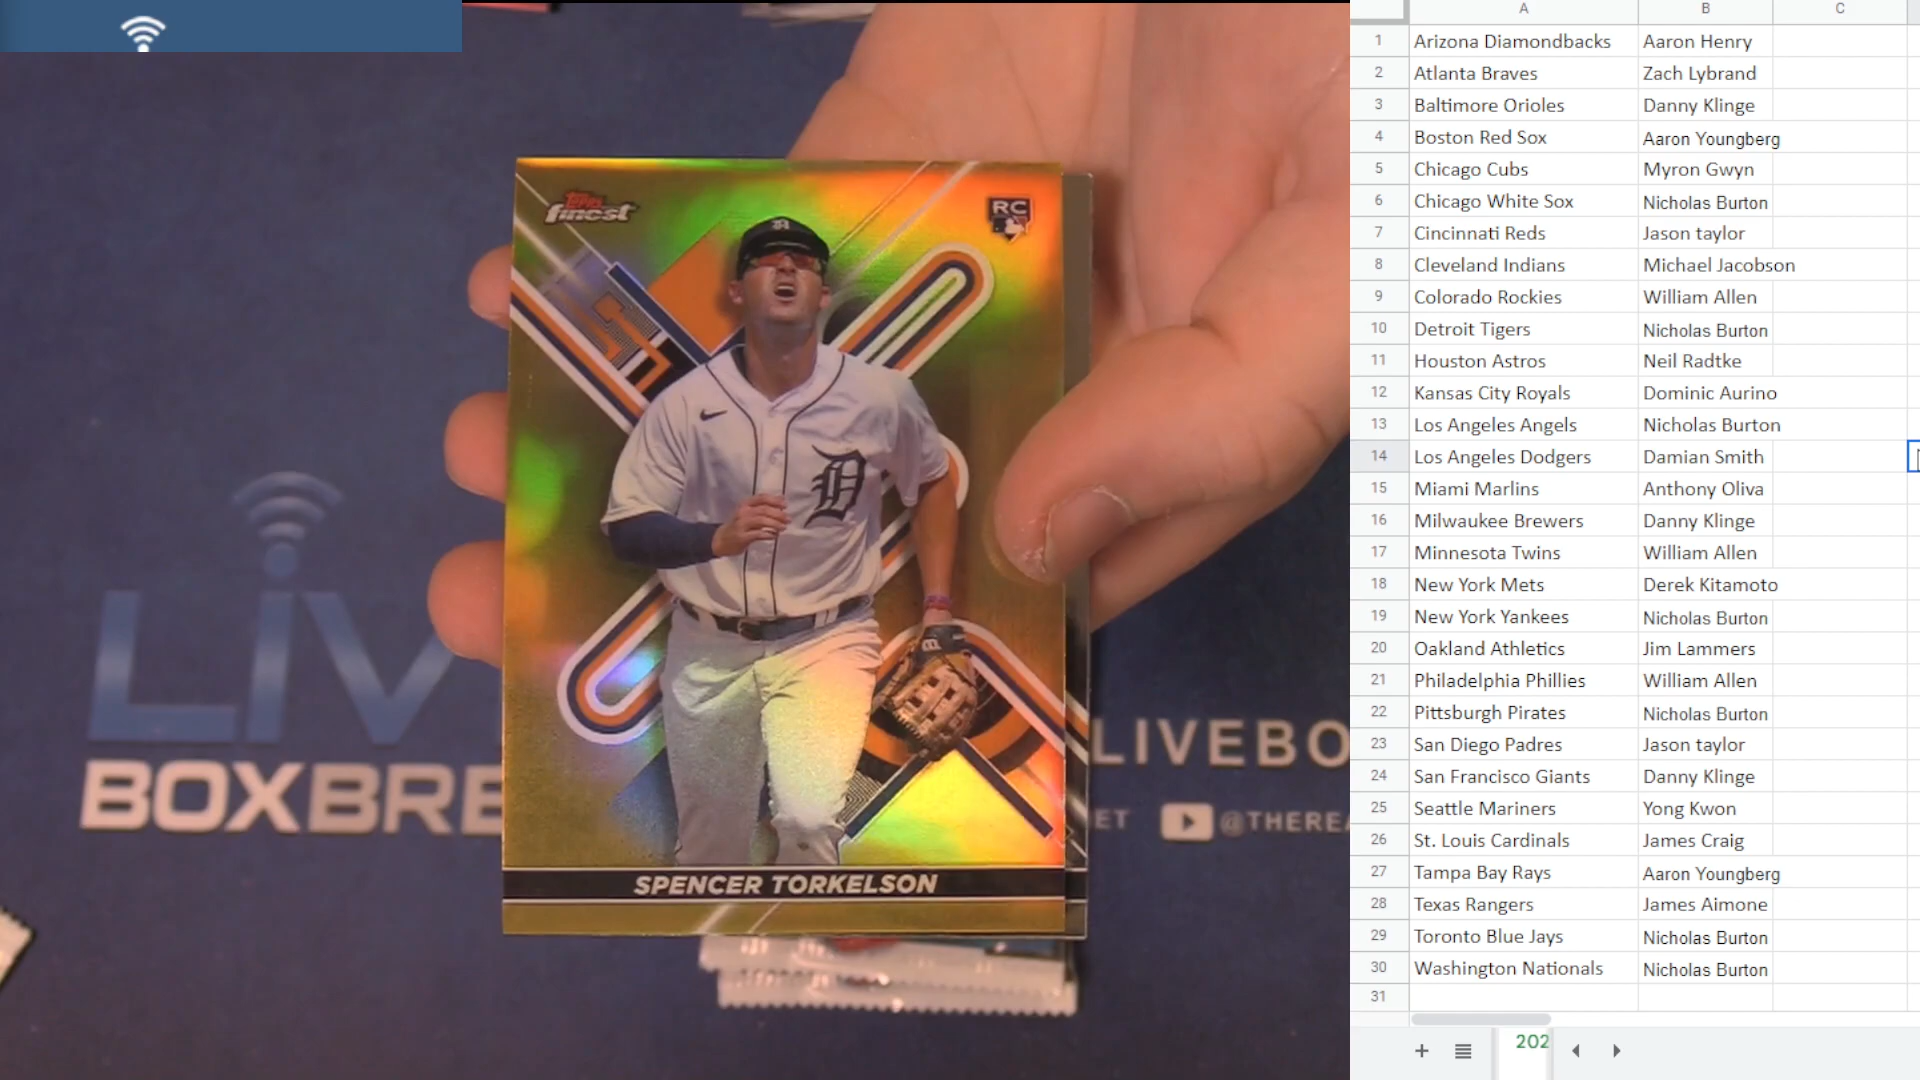 Topps
finest
RC
D
SPENCER TORKELSON
LIV
BOXBRE
LIVEBO
ET @THEREA
A B C
1 Arizona Diamondbacks Aaron Henry
2 Atlanta Braves Zach Lybrand
3 Baltimore Orioles Danny Klinge
4 Boston Red Sox Aaron Youngberg
5 Chicago Cubs Myron Gwyn
6 Chicago White Sox Nicholas Burton
7 Cincinnati Reds Jason taylor
8 Cleveland Indians Michael Jacobson
9 Colorado Rockies William Allen
10 Detroit Tigers Nicholas Burton
11 Houston Astros Neil Radtke
12 Kansas City Royals Dominic Aurino
13 Los Angeles Angels Nicholas Burton
14 Los Angeles Dodgers Damian Smith
15 Miami Marlins Anthony Oliva
16 Milwaukee Brewers Danny Klinge
17 Minnesota Twins William Allen
18 New York Mets Derek Kitamoto
19 New York Yankees Nicholas Burton
20 Oakland Athletics Jim Lammers
21 Philadelphia Phillies William Allen
22 Pittsburgh Pirates Nicholas Burton
23 San Diego Padres Jason taylor
24 San Francisco Giants Danny Klinge
25 Seattle Mariners Yong Kwon
26 St. Louis Cardinals James Craig
27 Tampa Bay Rays Aaron Youngberg
28 Texas Rangers James Aimone
29 Toronto Blue Jays Nicholas Burton
30 Washington Nationals Nicholas Burton
31
202